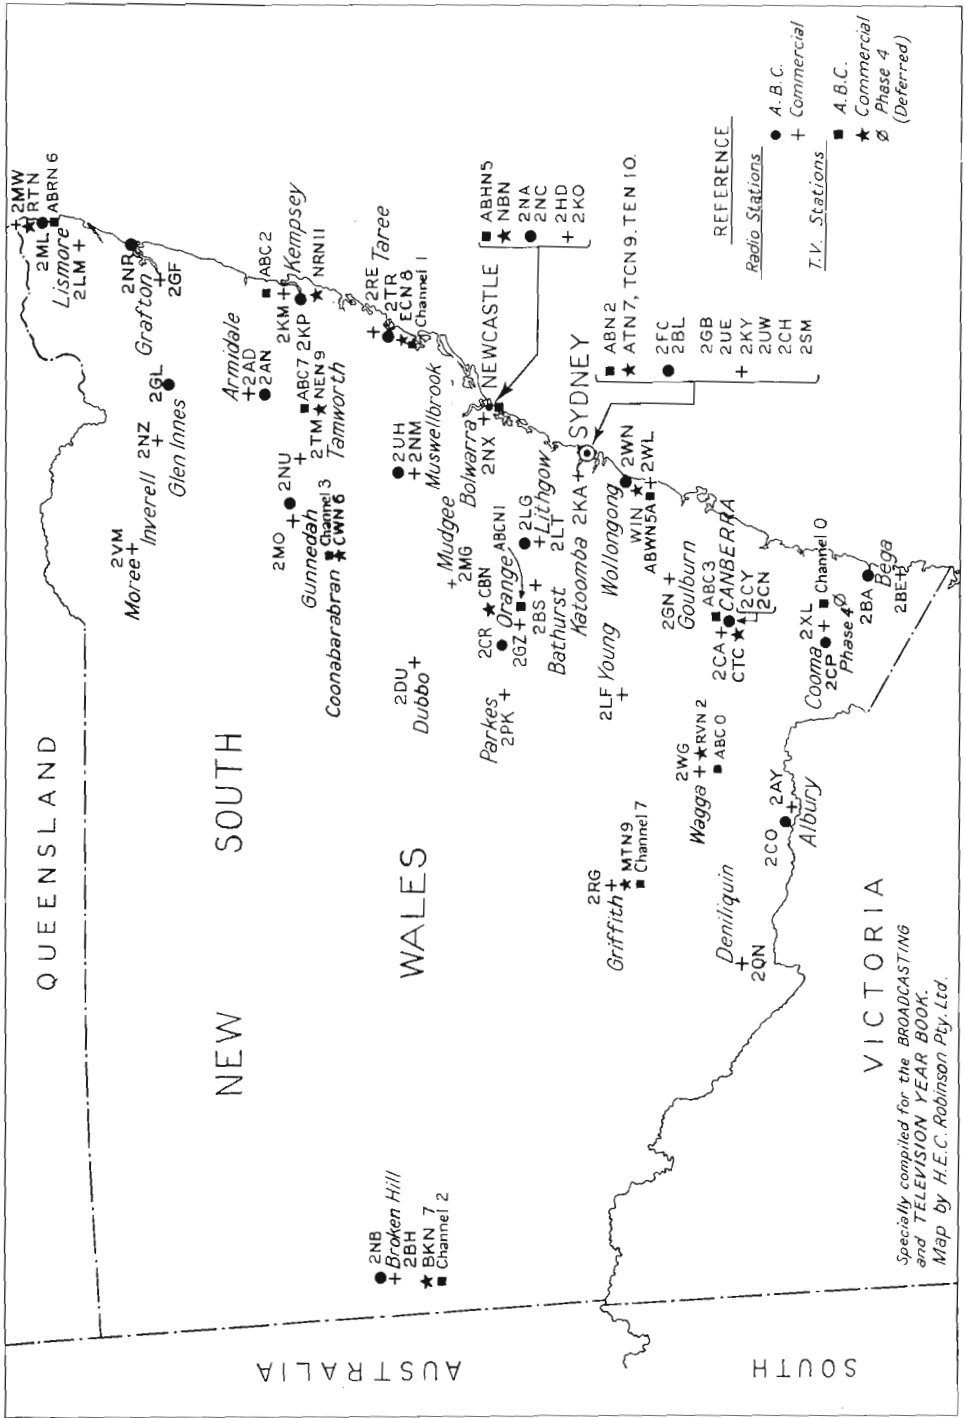 QUEENSLAND
NEW SOUTH
WALES
VICTORIA
SOUTH
AUSTRALIA
2MW
RTN
2ML
ABRN 6
Lismore
2LM
2NR
Grafton
2GF
2GL
Glen Innes
2NZ
Inverell
2VM
Moree
Armidale
2AD
2AN
ABC 2
2KM
Kempsey
2KP
NRN11
ABC7
NEN 9
2TM
Tamworth
2NU
2MO
Gunnedah
Channel 3
CWN 6
Coonabarabran
2RE
Taree
2TR
ECN 8
Channel 1
2UH
2NM
Muswellbrook
Bolwarra
2NX
NEWCASTLE
ABHN5
NBN
2NA
2NC
2HD
2KO
Mudgee
2MG
2DU
Dubbo
CBN
2CR
Orange
ABCN1
2GZ
2LG
Lithgow
2LT
2BS
Bathurst
Katoomba 2KA
Parkes
2PK
SYDNEY
ABN 2
ATN 7, TCN 9. TEN 10.
2FC
2BL
2GB
2UE
2KY
2UW
2CH
2SM
2WN
Wollongong
WIN
2WL
ABWN5A
2LF
Young
2GN
Goulburn
ABC 3
2CA
CANBERRA
CTC
2CY
2CN
2WG
Wagga
RVN 2
ABC 0
2RG
Griffith
MTN9
Channel 7
Deniliquin
2QN
2CO
2AY
Albury
2XL
Cooma
2CP
Channel 0
Phase 4
2BA
Bega
2BE
2NB
Broken Hill
2BH
BKN 7
Channel 2
REFERENCE
Radio Stations
A.B.C.
Commercial
T.V. Stations
A.B.C.
Commercial
Phase 4
(Deferred)
Specially compiled for the BROADCASTING
and TELEVISION YEAR BOOK.
Map by H.E.C. Robinson Pty. Ltd.